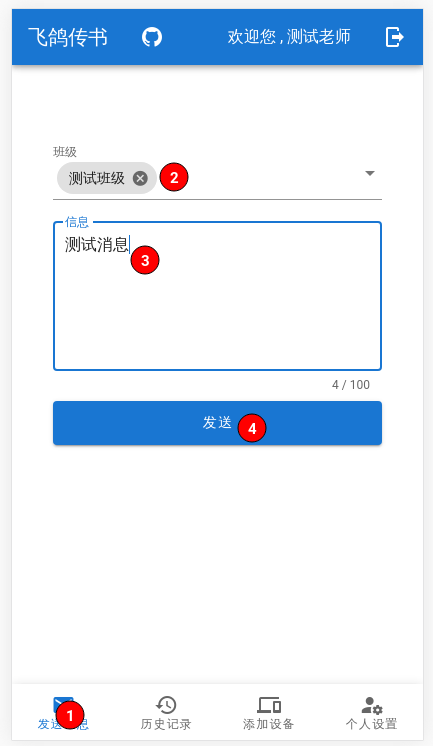 飞鸽传书 欢迎您 , 测试老师
班级
测试班级 2
信息
测试消息
3
4 / 100
发送 4
1
发送 息 历史记录 添加设备 个人设置